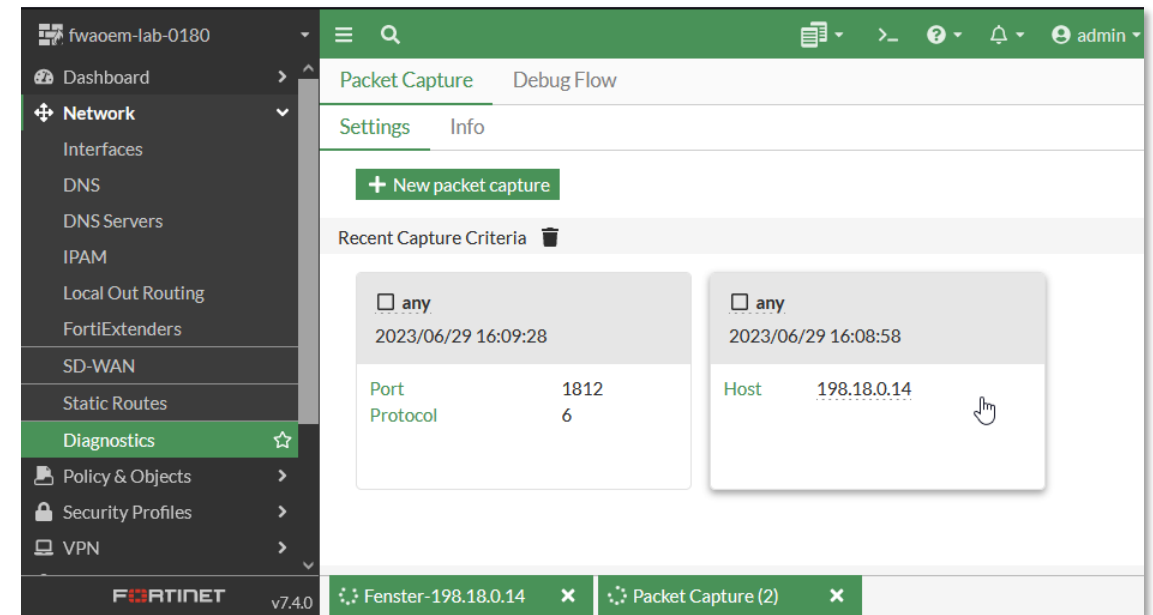 fwaoem-lab-0180
admin
Dashboard
Network
Interfaces
DNS
DNS Servers
IPAM
Local Out Routing
FortiExtenders
SD-WAN
Static Routes
Diagnostics
Policy & Objects
Security Profiles
VPN
FORTINET v7.4.0
Packet Capture Debug Flow
Settings Info
New packet capture
Recent Capture Criteria
any
2023/06/29 16:09:28
Port 1812
Protocol 6
any
2023/06/29 16:08:58
Host 198.18.0.14
Fenster-198.18.0.14 Packet Capture (2)